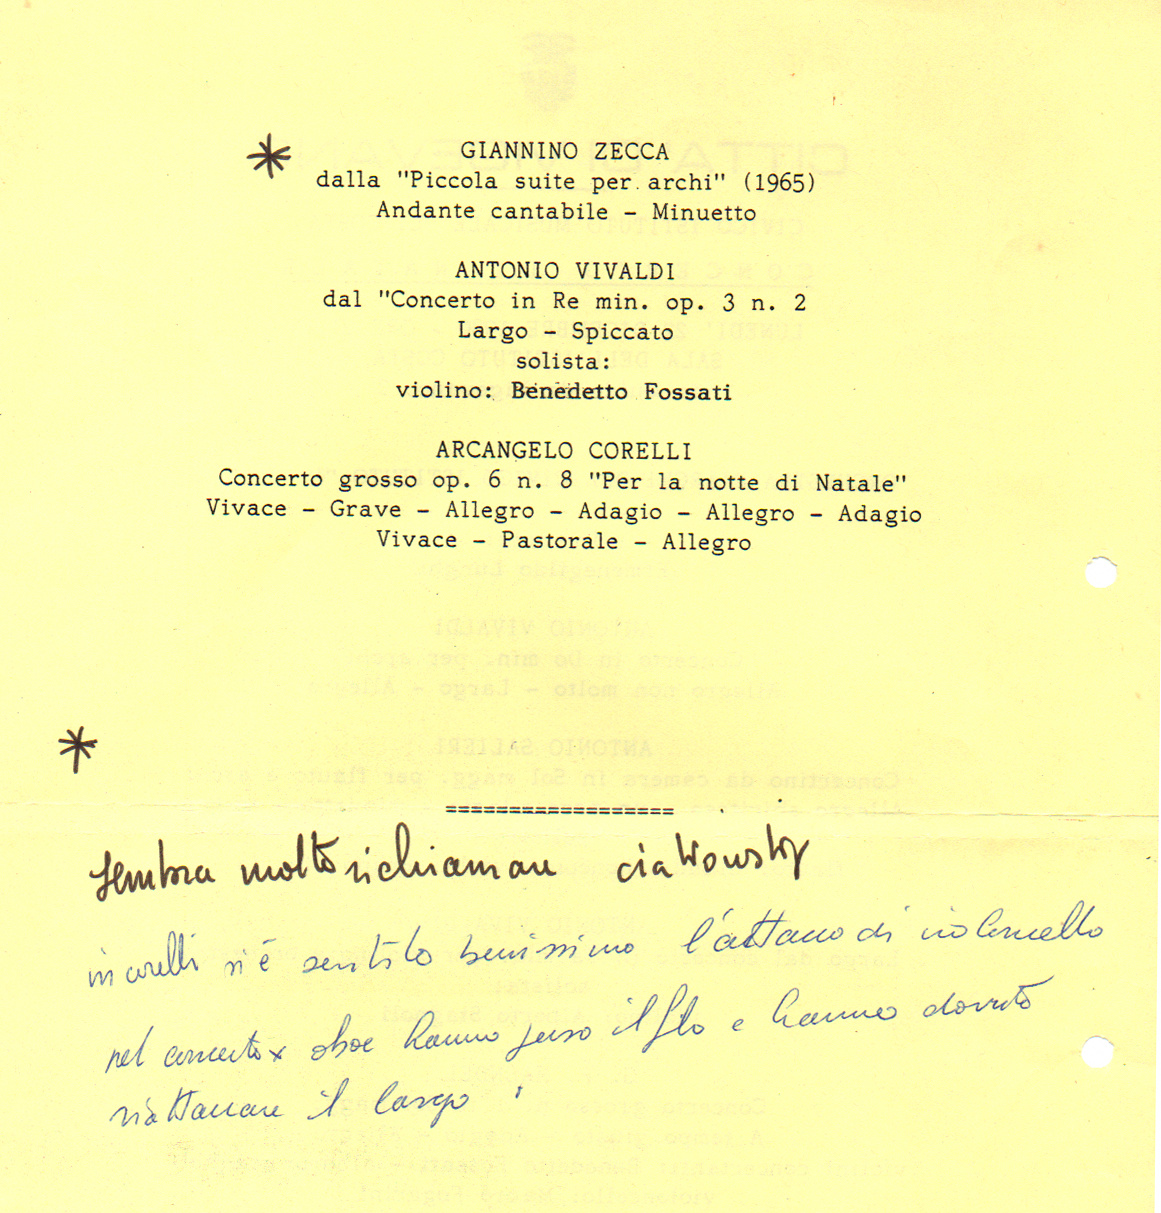 * GIANNINO ZECCA
dalla "Piccola suite per archi" (1965)
Andante cantabile - Minuetto
ANTONIO VIVALDI
dal "Concerto in Re min. op. 3 n. 2
Largo - Spiccato
solista:
violino: Benedetto Fossati
ARCANGELO CORELLI
Concerto grosso op. 6 n. 8 "Per la notte di Natale"
Vivace - Grave - Allegro - Adagio - Allegro - Adagio
Vivace - Pastorale - Allegro
*
===================
sembra molto richiamare ciaikowsky
in corelli si è sentito benissimo l'attacco di violoncello
nel concerto x oboe hanno perso il filo e hanno dovuto
riattaccare il largo